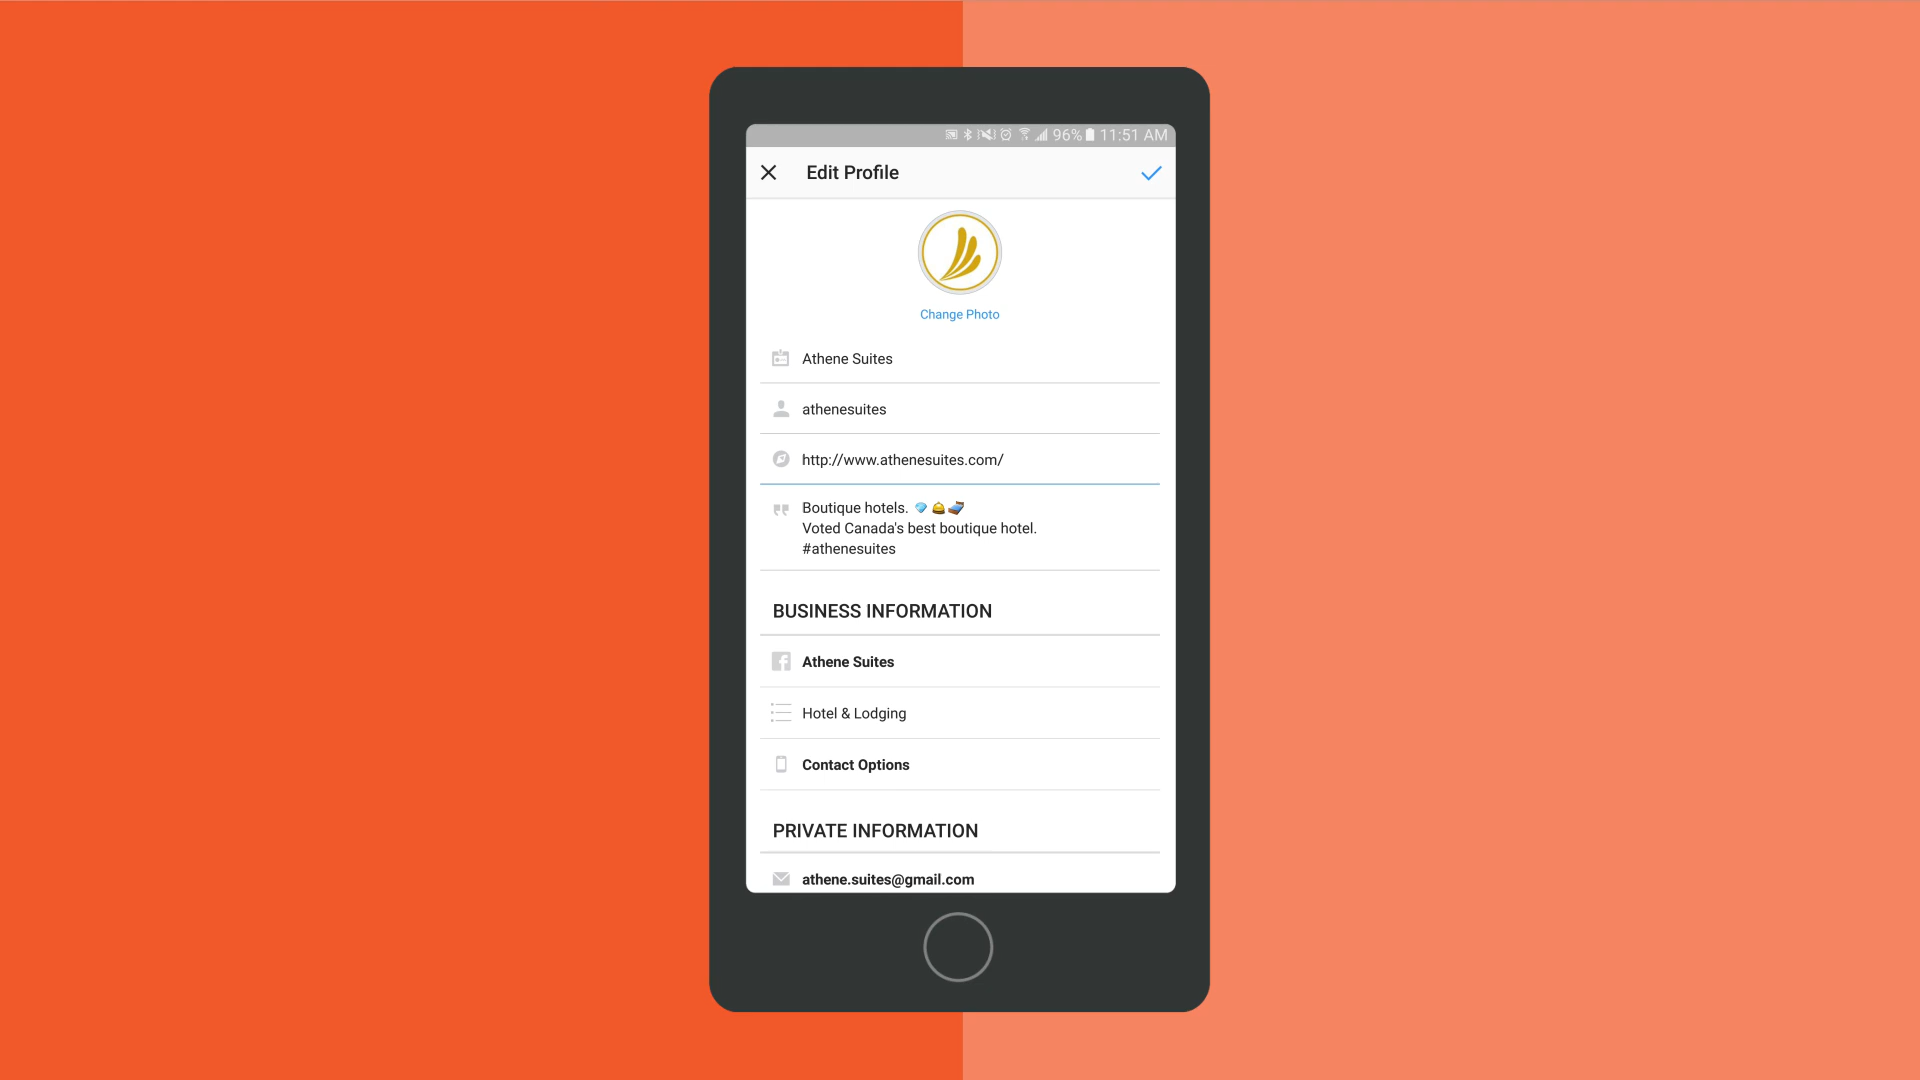 96% 11:51 AM
Edit Profile
Change Photo
Athene Suites
athenesuites
http://www.athenesuites.com/
Boutique hotels. 💎🛎🛏
Voted Canada's best boutique hotel.
#athenesuites
BUSINESS INFORMATION
Athene Suites
Hotel & Lodging
Contact Options
PRIVATE INFORMATION
athene.suites@gmail.com